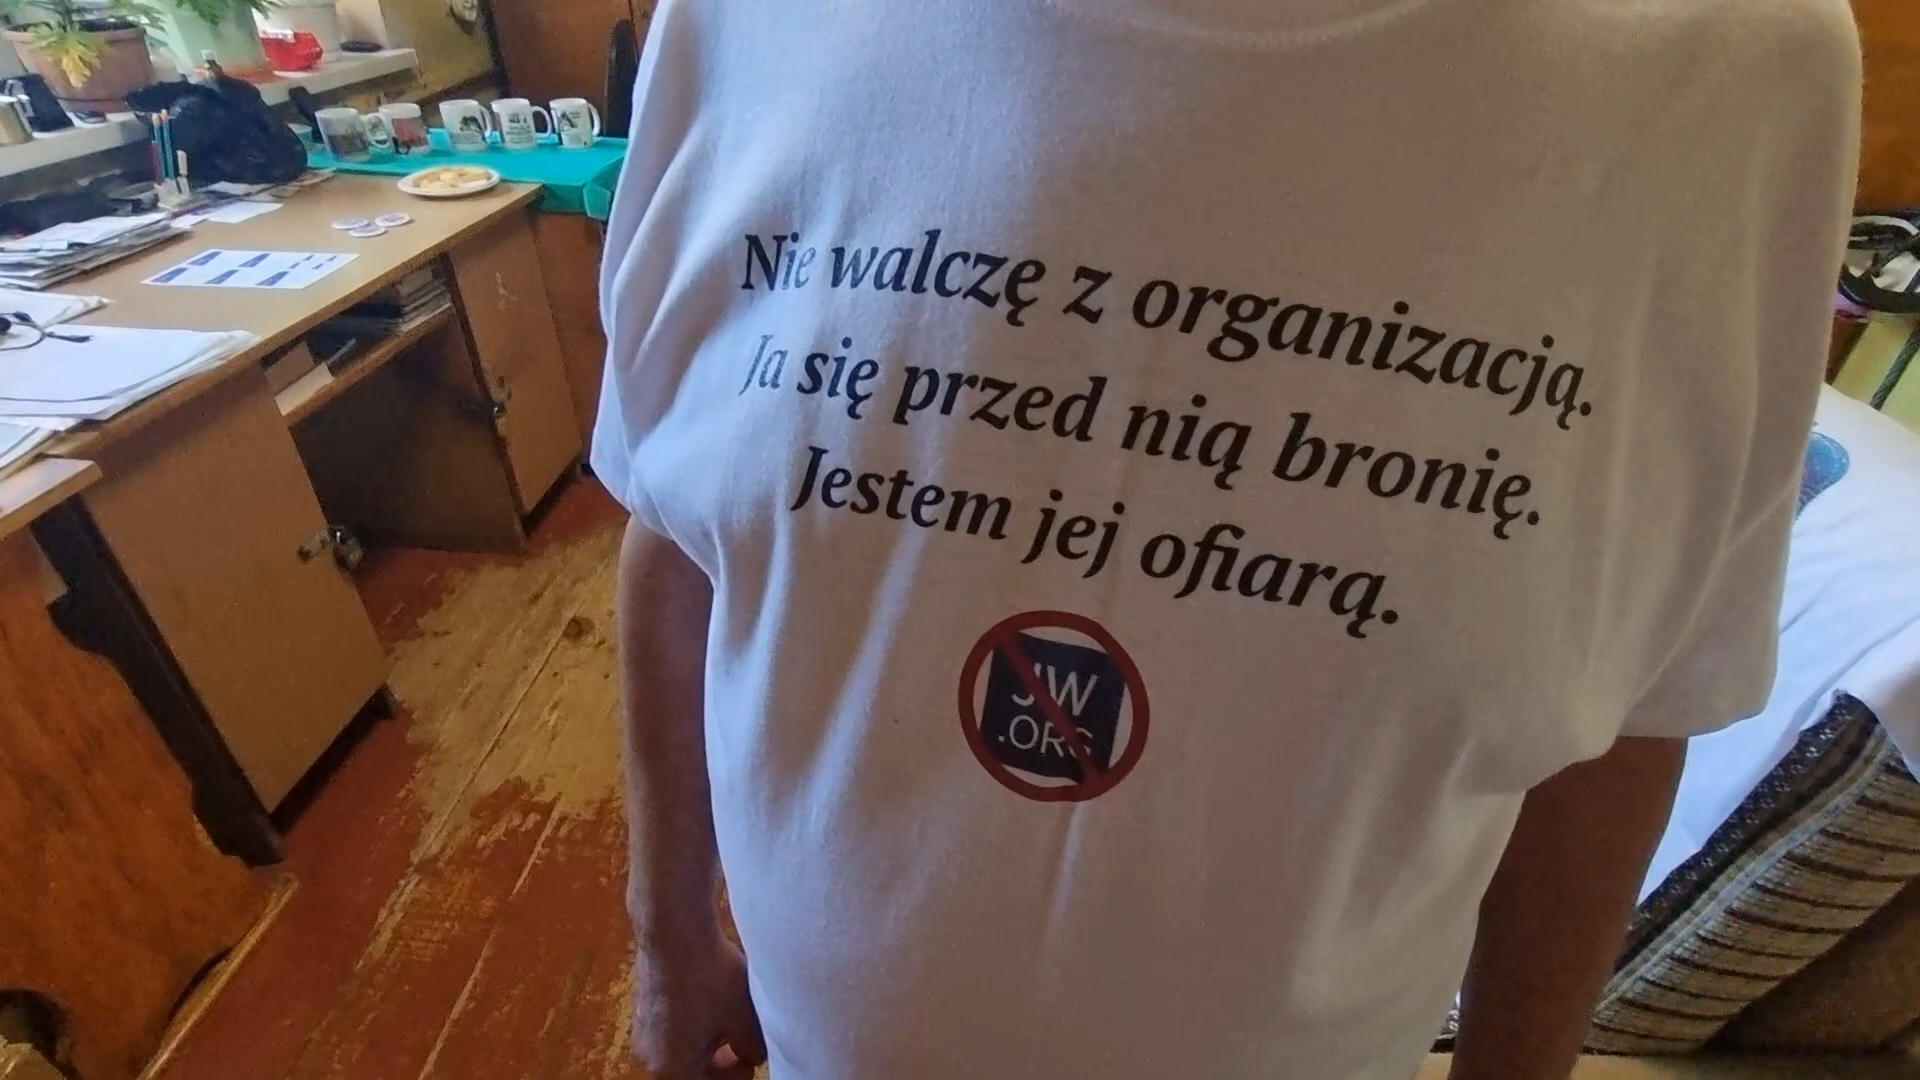 Nie walczę z organizacją.
Ja się przed nią bronię.
Jestem jej ofiarą.
JW
.ORG